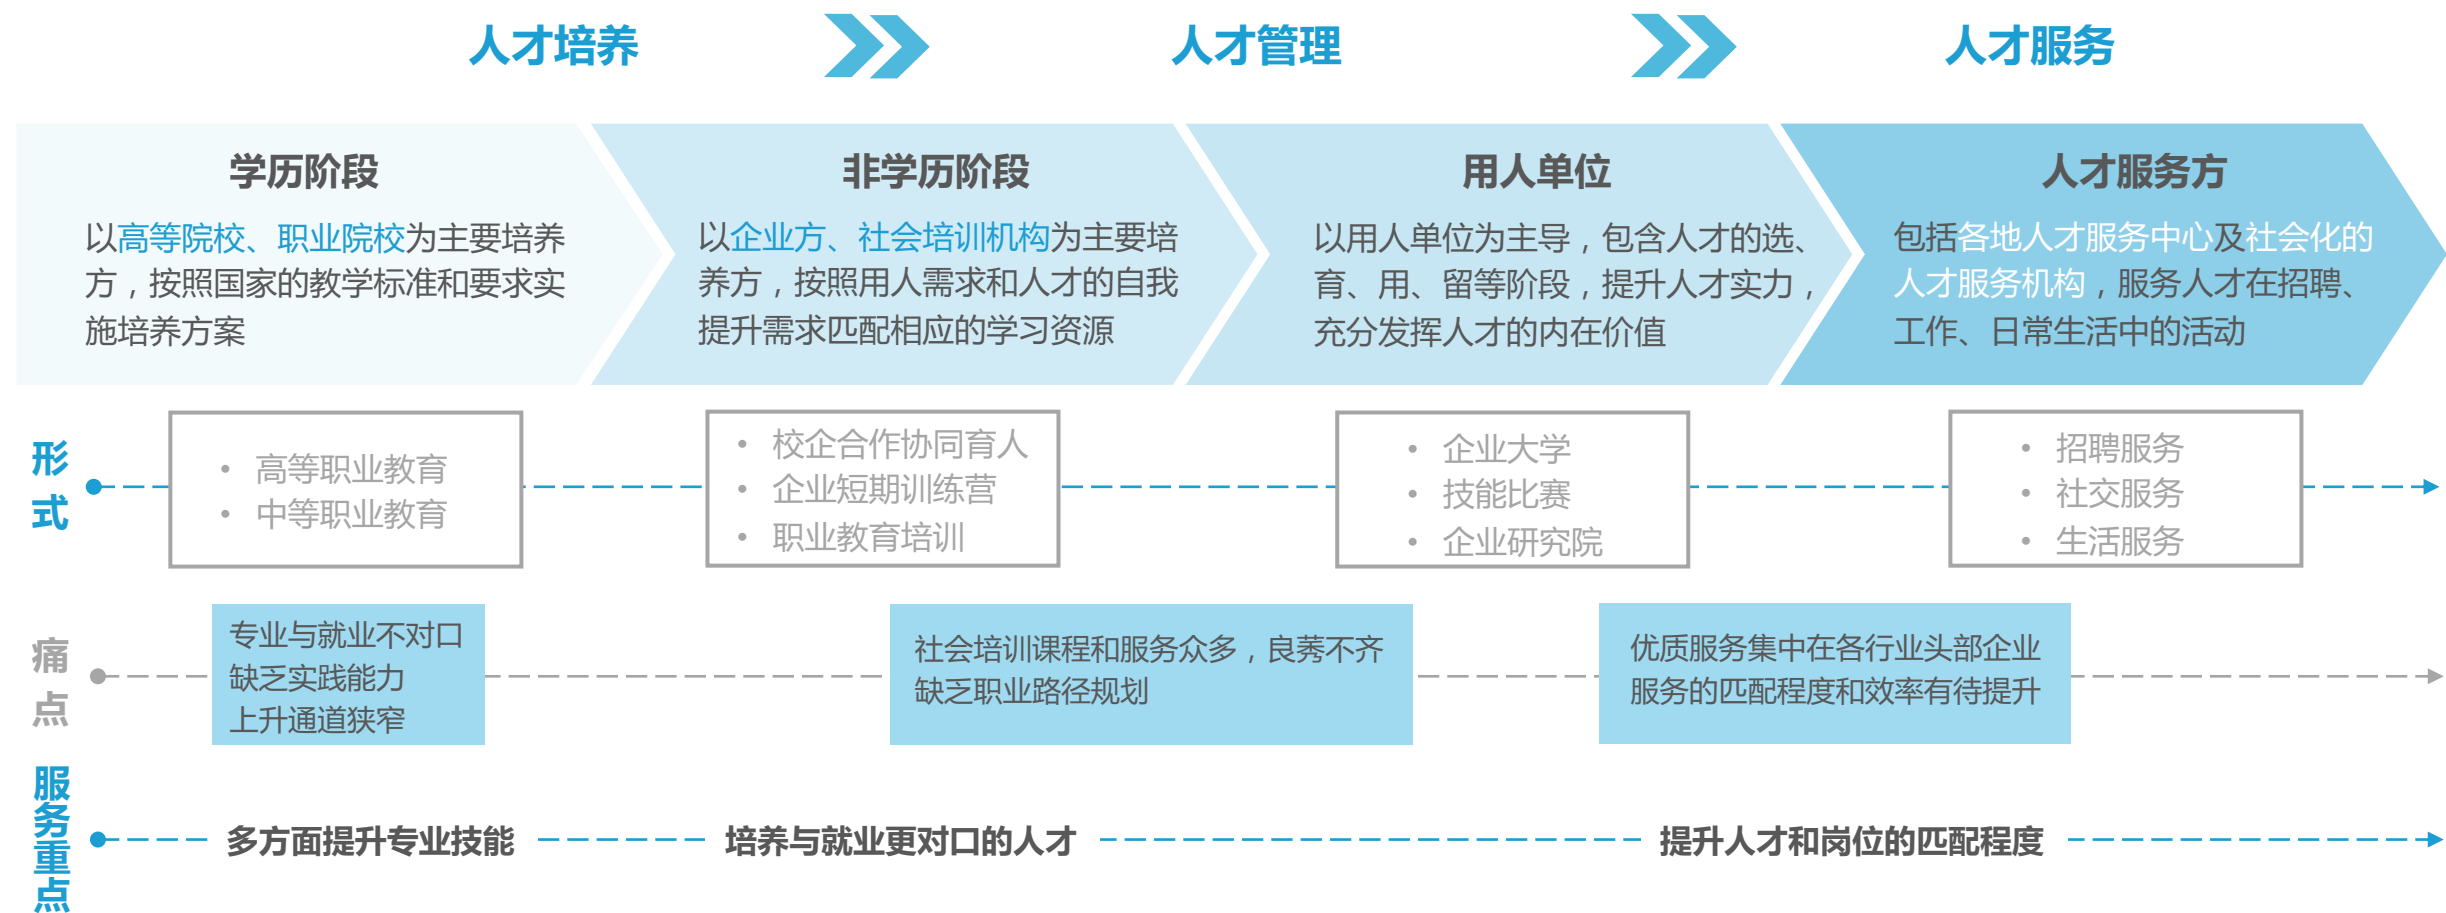 人才培养
人才管理
人才服务
学历阶段
以高等院校、职业院校为主要培养
方，按照国家的教学标准和要求实
施培养方案
非学历阶段
以企业方、社会培训机构为主要培
养方，按照用人需求和人才的自我
提升需求匹配相应的学习资源
用人单位
以用人单位为主导，包含人才的选、
育、用、留等阶段，提升人才实力，
充分发挥人才的内在价值
人才服务方
包括各地人才服务中心及社会化的
人才服务机构，服务人才在招聘、
工作、日常生活中的活动
形式
• 高等职业教育
• 中等职业教育
• 校企合作协同育人
• 企业短期训练营
• 职业教育培训
• 企业大学
• 技能比赛
• 企业研究院
• 招聘服务
• 社交服务
• 生活服务
痛点
专业与就业不对口
缺乏实践能力
上升通道狭窄
社会培训课程和服务众多，良莠不齐
缺乏职业路径规划
优质服务集中在各行业头部企业
服务的匹配程度和效率有待提升
服务重点
多方面提升专业技能
培养与就业更对口的人才
提升人才和岗位的匹配程度